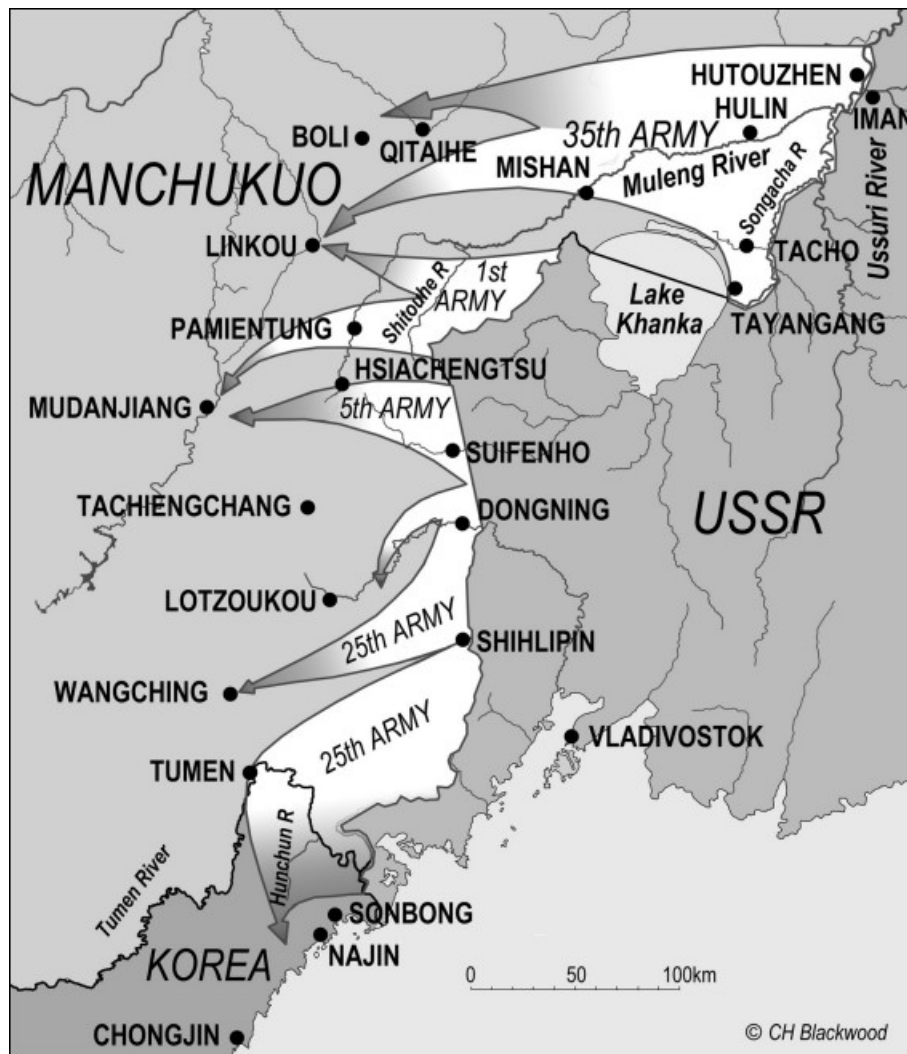 HUTOUZHEN
HULIN
IMAN
BOLI
QITAIHE
35th ARMY
MISHAN
Muleng River
MANCHUKUO
Songacha R
Ussuri River
LINKOU
TACHO
1st
ARMY
Shitouhe R
Lake
Khanka
TAYANGANG
PAMIENTUNG
HSIACHENGTSU
MUDANJIANG
5th ARMY
SUIFENHO
TACHIENGCHANG
DONGNING
USSR
LOTZOUKOU
25th ARMY
SHIHLIPIN
WANGCHING
25th ARMY
VLADIVOSTOK
TUMEN
Hunchun R
Tumen River
SONBONG
NAJIN
KOREA
0 50 100km
CHONGJIN
© CH Blackwood